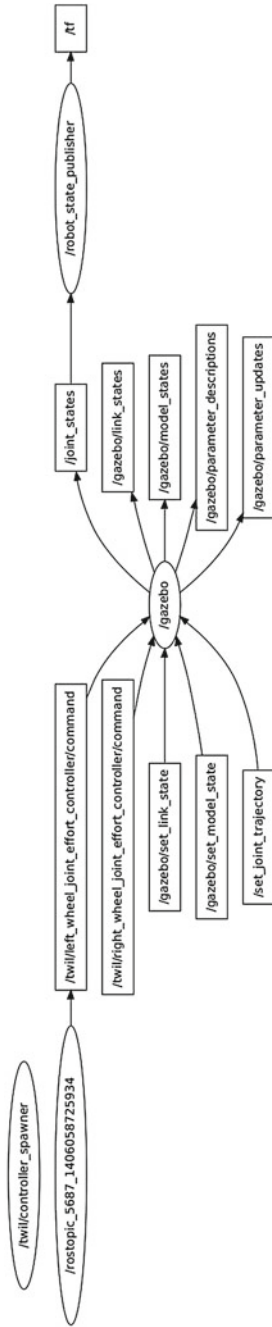 /twil/controller_spawner
/rostopic_5687_1406058725934
/twil/left_wheel_joint_effort_controller/command
/twil/right_wheel_joint_effort_controller/command
/gazebo/set_link_state
/gazebo/set_model_state
/set_joint_trajectory
/gazebo
/joint_states
/gazebo/link_states
/gazebo/model_states
/gazebo/parameter_descriptions
/gazebo/parameter_updates
/robot_state_publisher
/tf